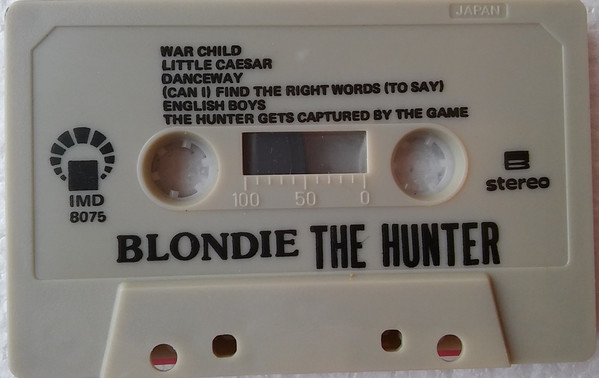 JAPAN
WAR CHILD
LITTLE CAESAR
DANCEWAY
(CAN I) FIND THE RIGHT WORDS (TO SAY)
ENGLISH BOYS
THE HUNTER GETS CAPTURED BY THE GAME
IMD
8075
100 50 0
B
stereo
BLONDIE THE HUNTER